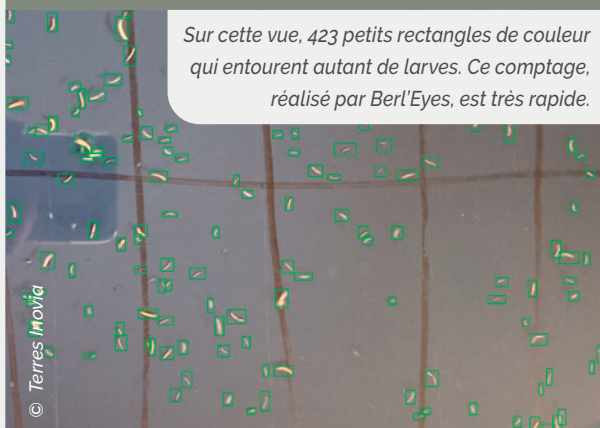 Sur cette vue, 423 petits rectangles de couleur
qui entourent autant de larves. Ce comptage,
réalisé par Berl'Eyes, est très rapide.
© Terres Inovia